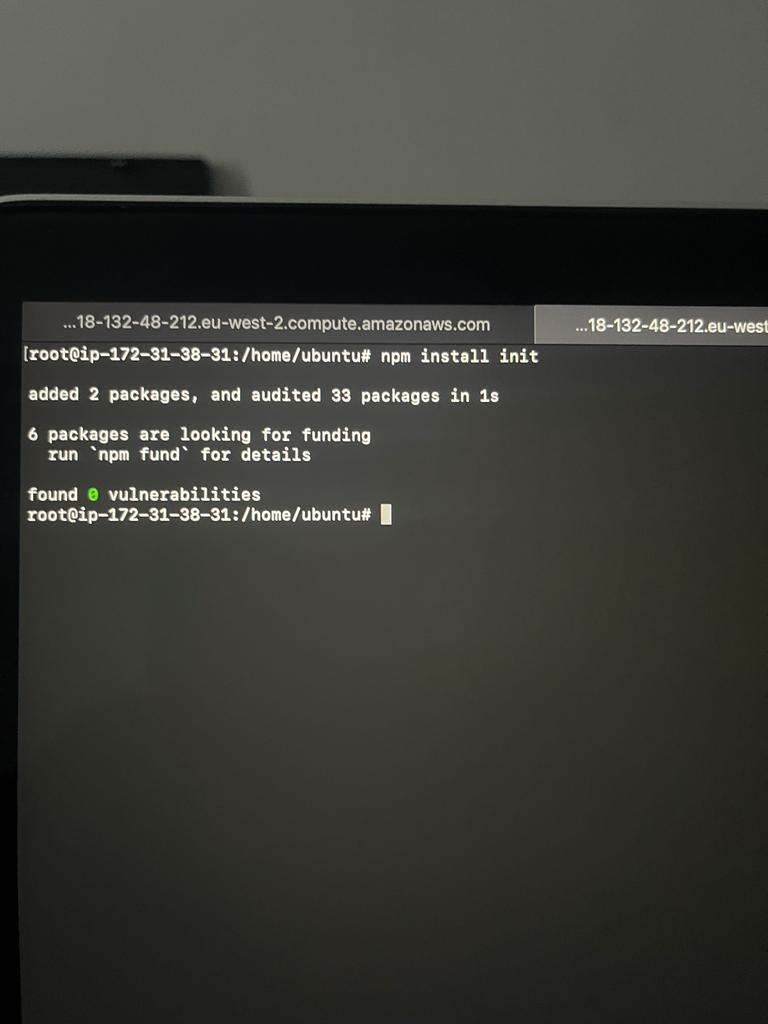 ...18-132-48-212.eu-west-2.compute.amazonaws.com
...18-132-48-212.eu-west
[root@ip-172-31-38-31:/home/ubuntu# npm install init
added 2 packages, and audited 33 packages in 1s
6 packages are looking for funding
run `npm fund` for details
found 0 vulnerabilities
root@ip-172-31-38-31:/home/ubuntu#